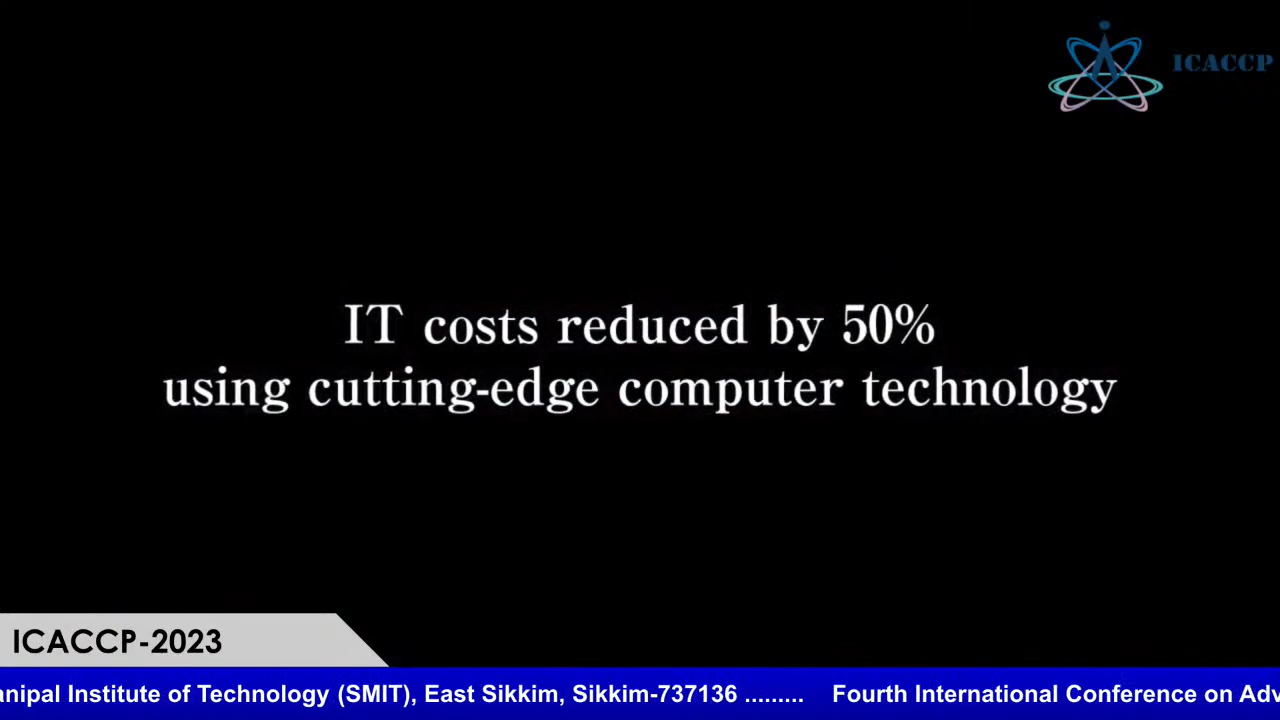 ICACCP
IT costs reduced by 50%
using cutting-edge computer technology
ICACCP-2023
anipal Institute of Technology (SMIT), East Sikkim, Sikkim-737136 ......... Fourth International Conference on Adv